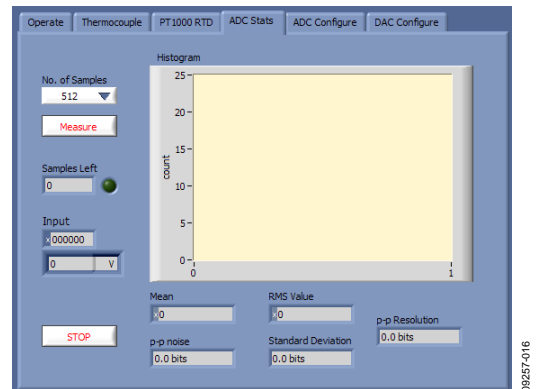 Operate Thermocouple PT1000 RTD ADC Stats ADC Configure DAC Configure
Histogram
No. of Samples
512
Measure
Samples Left
0
Input
x000000
0 V
STOP
25
20
15
10
5
0
count
0 1
Mean RMS Value
x0 x0
p-p Resolution
0.0 bits
p-p noise Standard Deviation
0.0 bits 0.0 bits
09257-016